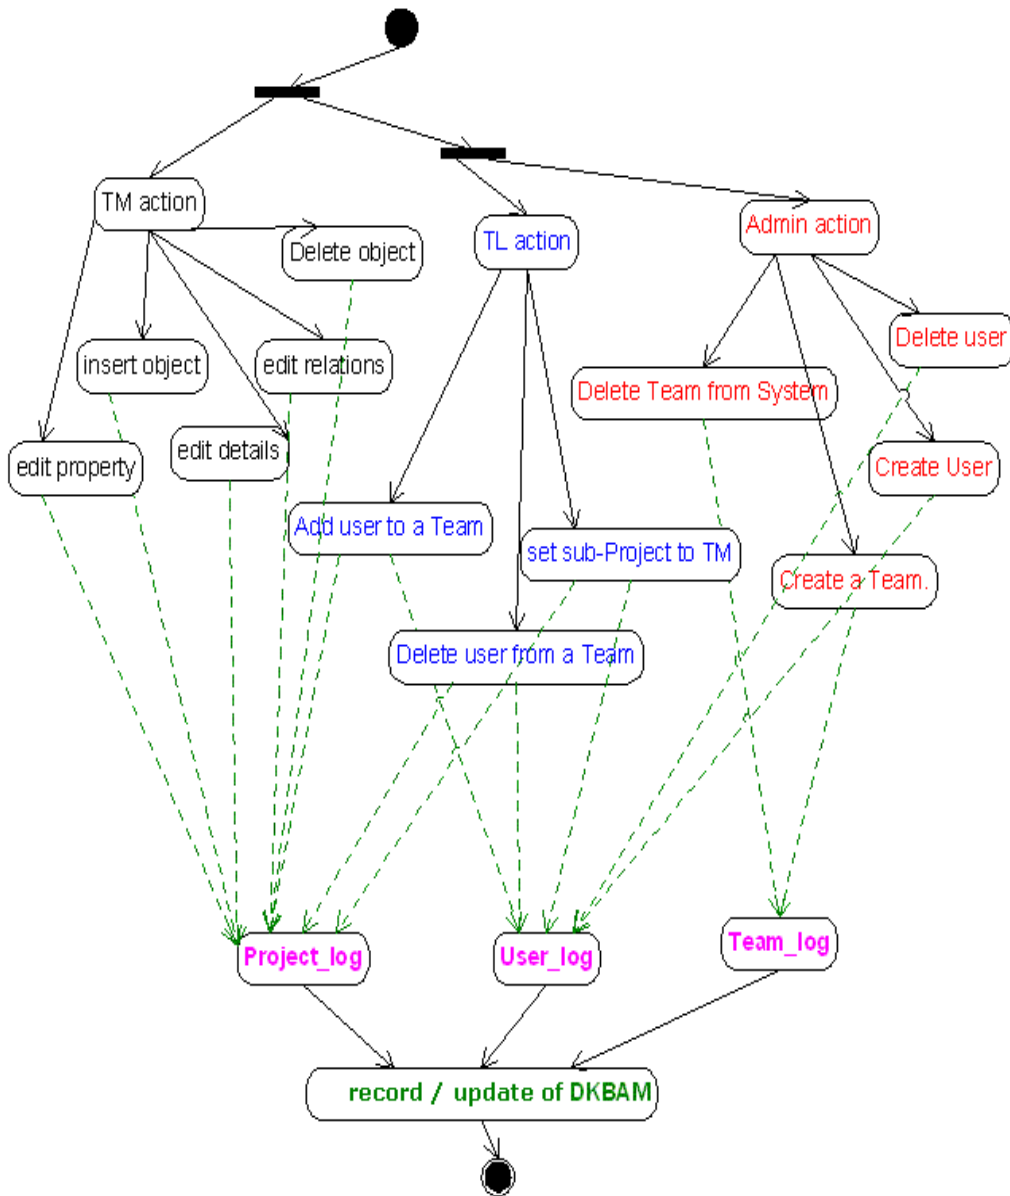 TM action
Delete object
TL action
Admin action
insert object
edit relations
Delete Team from System
Delete user
edit property
edit details
Create User
Add user to a Team
set sub-Project to TM
Create a Team.
Delete user from a Team
Project_log
User_log
Team_log
record / update of DKBAM